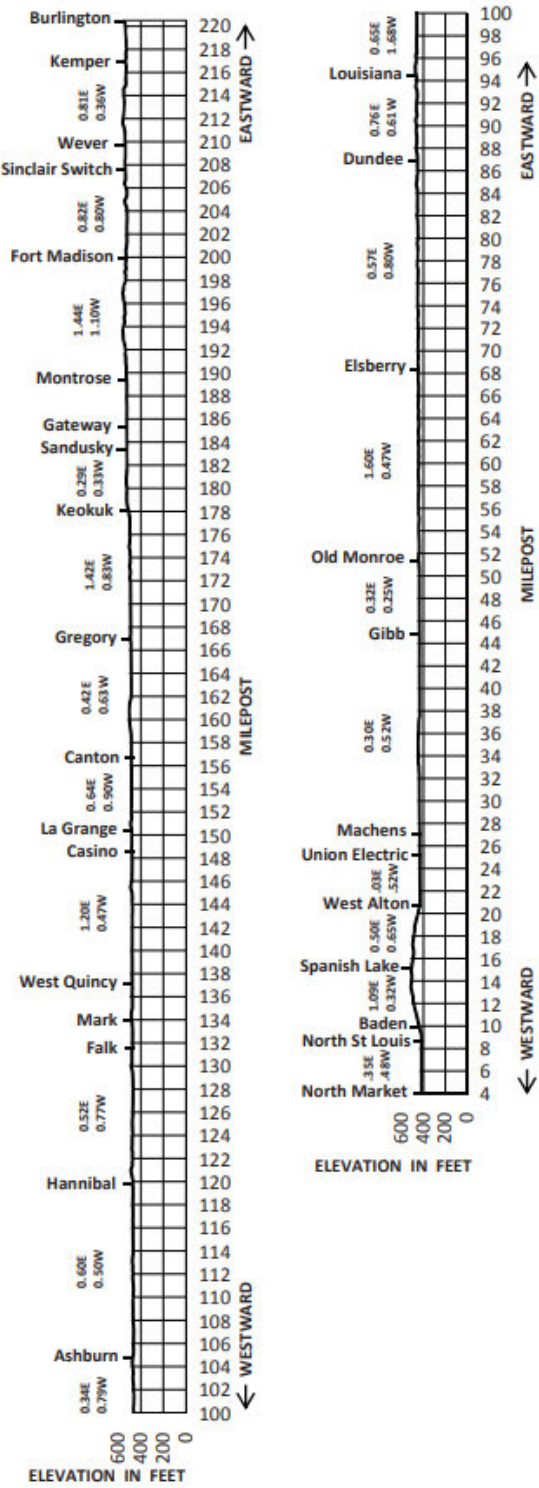 Burlington
Kemper
0.81E
0.36W
Wever
Sinclair Switch
0.82E
0.80W
Fort Madison
1.44E
1.10W
Montrose
Gateway
Sandusky
0.29E
0.33W
Keokuk
1.42E
0.83W
Gregory
0.42 E
0.63W
Canton
0.64E
0.90W
La Grange
Casino
1.20E
0.47W
West Quincy
Mark
Falk
0.52E
0.77W
Hannibal
0.60E
0.50W
Ashburn
0.34E
0.79W
220
218
216
214
212
210
208
206
204
202
200
198
196
194
192
190
188
186
184
182
180
178
176
174
172
170
168
166
164
162
160
158
156
154
152
150
148
146
144
142
140
138
136
134
132
130
128
126
124
122
120
118
116
114
112
110
108
106
104
102
100
EASTWARD →
MILEPOST
← WESTWARD
600
400
200
0
ELEVATION IN FEET
0.65E
1.68W
Louisiana
0.76E
0.61W
Dundee
0.57E
0.80W
Elsberry
1.60E
0.47W
Old Monroe
0.32E
0.25W
Gibb
0.30E
0.52W
Machens
Union Electric
.03E
.52W
West Alton
0.50E
0.65W
Spanish Lake
1.09E
0.32W
Baden
North St Louis
.35E
.48W
North Market
100
98
96
94
92
90
88
86
84
82
80
78
76
74
72
70
68
66
64
62
60
58
56
54
52
50
48
46
44
42
40
38
36
34
32
30
28
26
24
22
20
18
16
14
12
10
8
6
4
EASTWARD →
MILEPOST
← WESTWARD
600
400
200
0
ELEVATION IN FEET